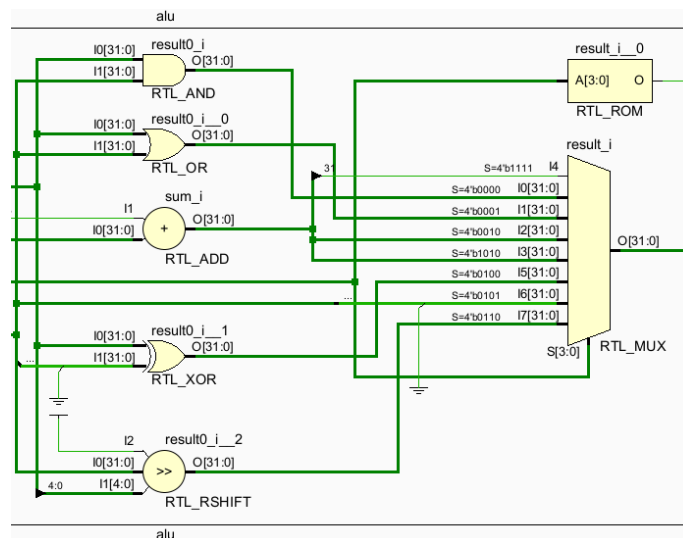 alu
result0_i
I0[31:0]
O[31:0]
I1[31:0]
RTL_AND
result_i__0
A[3:0] O
RTL_ROM
result0_i__0
I0[31:0]
O[31:0]
I1[31:0]
RTL_OR
result_i
31
S=4'b1111 I4
S=4'b0000 I0[31:0]
S=4'b0001 I1[31:0]
S=4'b0010 I2[31:0]
S=4'b1010 I3[31:0]
S=4'b0100 I5[31:0]
S=4'b0101 I6[31:0]
S=4'b0110 I7[31:0]
O[31:0]
S[3:0]
RTL_MUX
sum_i
I1
O[31:0]
I0[31:0]
+
RTL_ADD
...
result0_i__1
I0[31:0]
O[31:0]
...
I1[31:0]
RTL_XOR
result0_i__2
I2
I0[31:0]
O[31:0]
>>
4:0
I1[4:0]
RTL_RSHIFT
alu